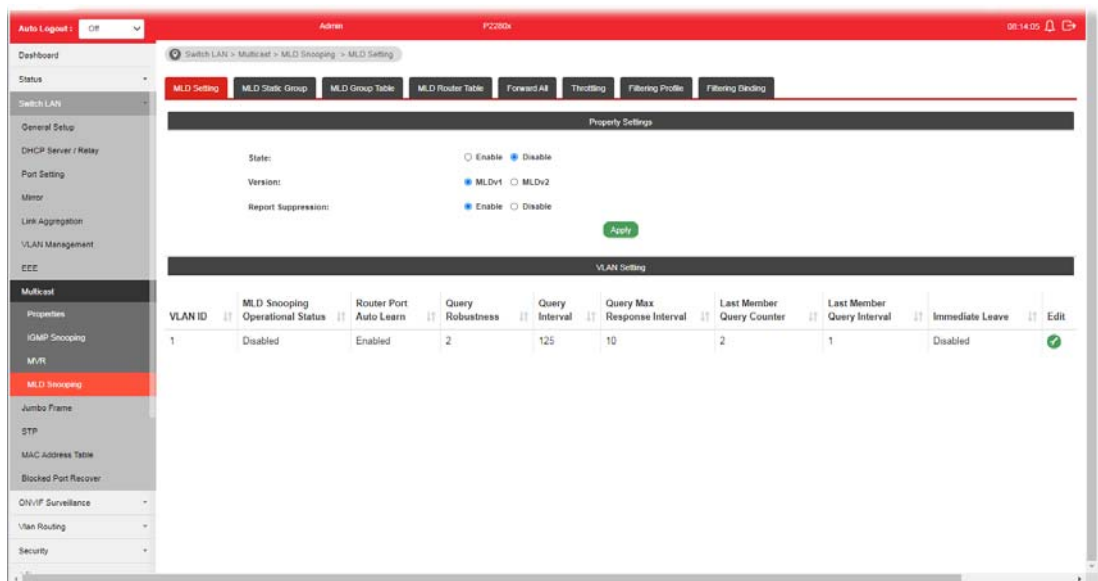 Auto Logout : Off Admin P2280x 08:14:05
Dashboard
Status
Switch LAN
General Setup
DHCP Server / Relay
Port Setting
Mirror
Link Aggregation
VLAN Management
EEE
Multicast
Properties
IGMP Snooping
MVR
MLD Snooping
Jumbo Frame
STP
MAC Address Table
Blocked Port Recover
ONVIF Surveillance
Vlan Routing
Security
Switch LAN > Multicast > MLD Snooping > MLD Setting
MLD Setting MLD Static Group MLD Group Table MLD Router Table Forward All Throttling Filtering Profile Filtering Binding
Property Settings
State: Enable Disable
Version: MLDv1 MLDv2
Report Suppression: Enable Disable
Apply
VLAN Setting
VLAN ID MLD Snooping Operational Status Router Port Auto Learn Query Robustness Query Interval Query Max Response Interval Last Member Query Counter Last Member Query Interval Immediate Leave Edit
1 Disabled Enabled 2 125 10 2 1 Disabled